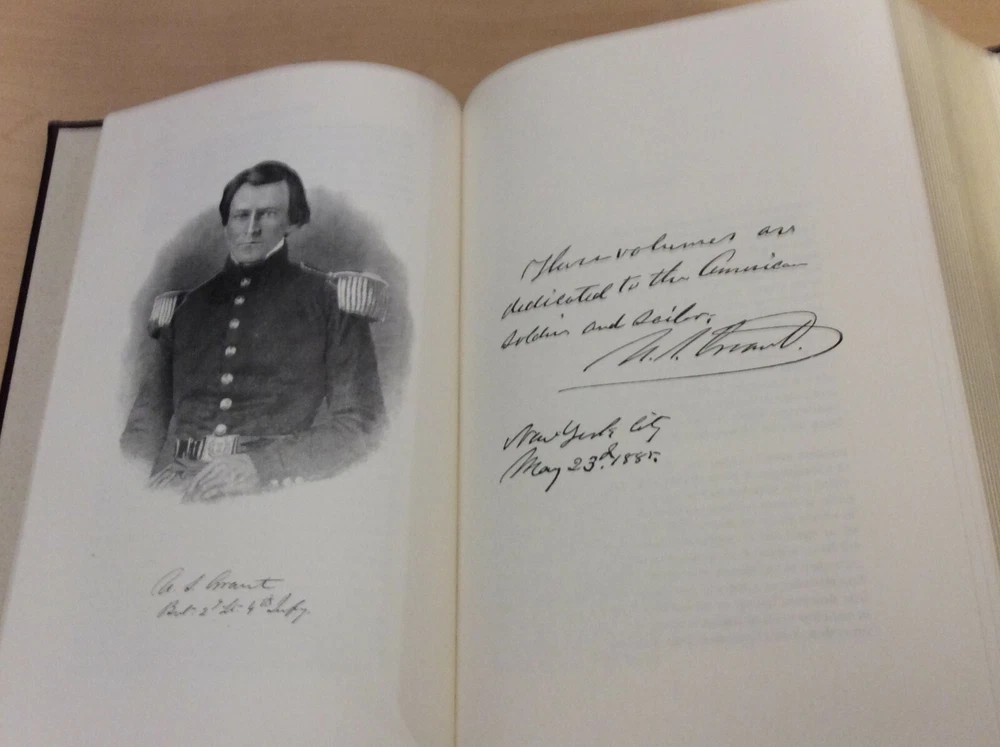 U. S. Grant
Bvt. 2d Lt. 4th Infy.
These volumes are
dedicated to the American
soldier and sailor.
U. S. Grant.
New York City
May 23d. 1885.